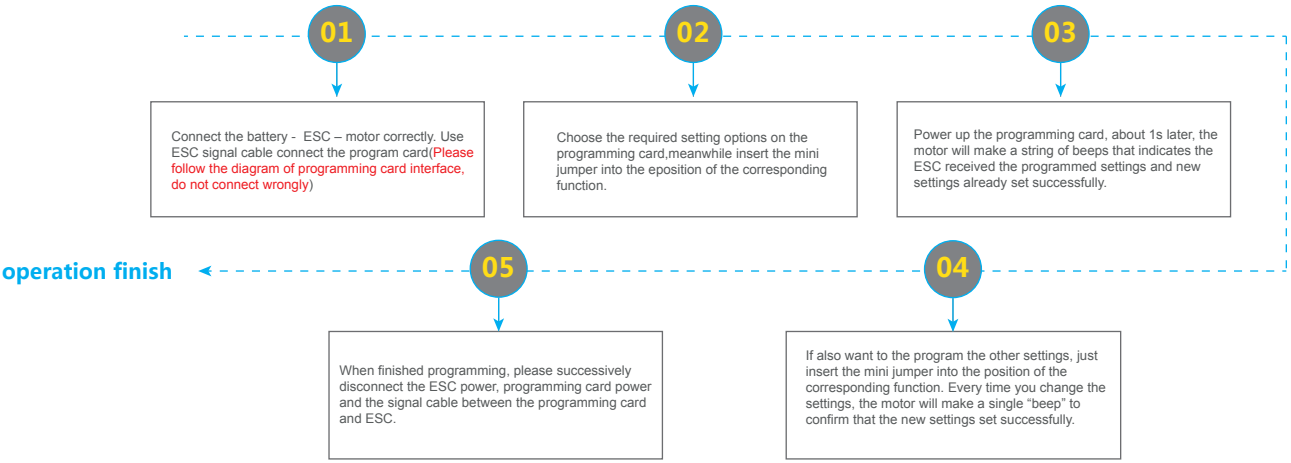 01
Connect the battery - ESC – motor correctly. Use
ESC signal cable connect the program card(Please
follow the diagram of programming card interface,
do not connect wrongly)
02
Choose the required setting options on the
programming card,meanwhile insert the mini
jumper into the eposition of the corresponding
function.
03
Power up the programming card, about 1s later, the
motor will make a string of beeps that indicates the
ESC received the programmed settings and new
settings already set successfully.
04
If also want to the program the other settings, just
insert the mini jumper into the position of the
corresponding function. Every time you change the
settings, the motor will make a single “beep” to
confirm that the new settings set successfully.
05
When finished programming, please successively
disconnect the ESC power, programming card power
and the signal cable between the programming card
and ESC.
operation finish